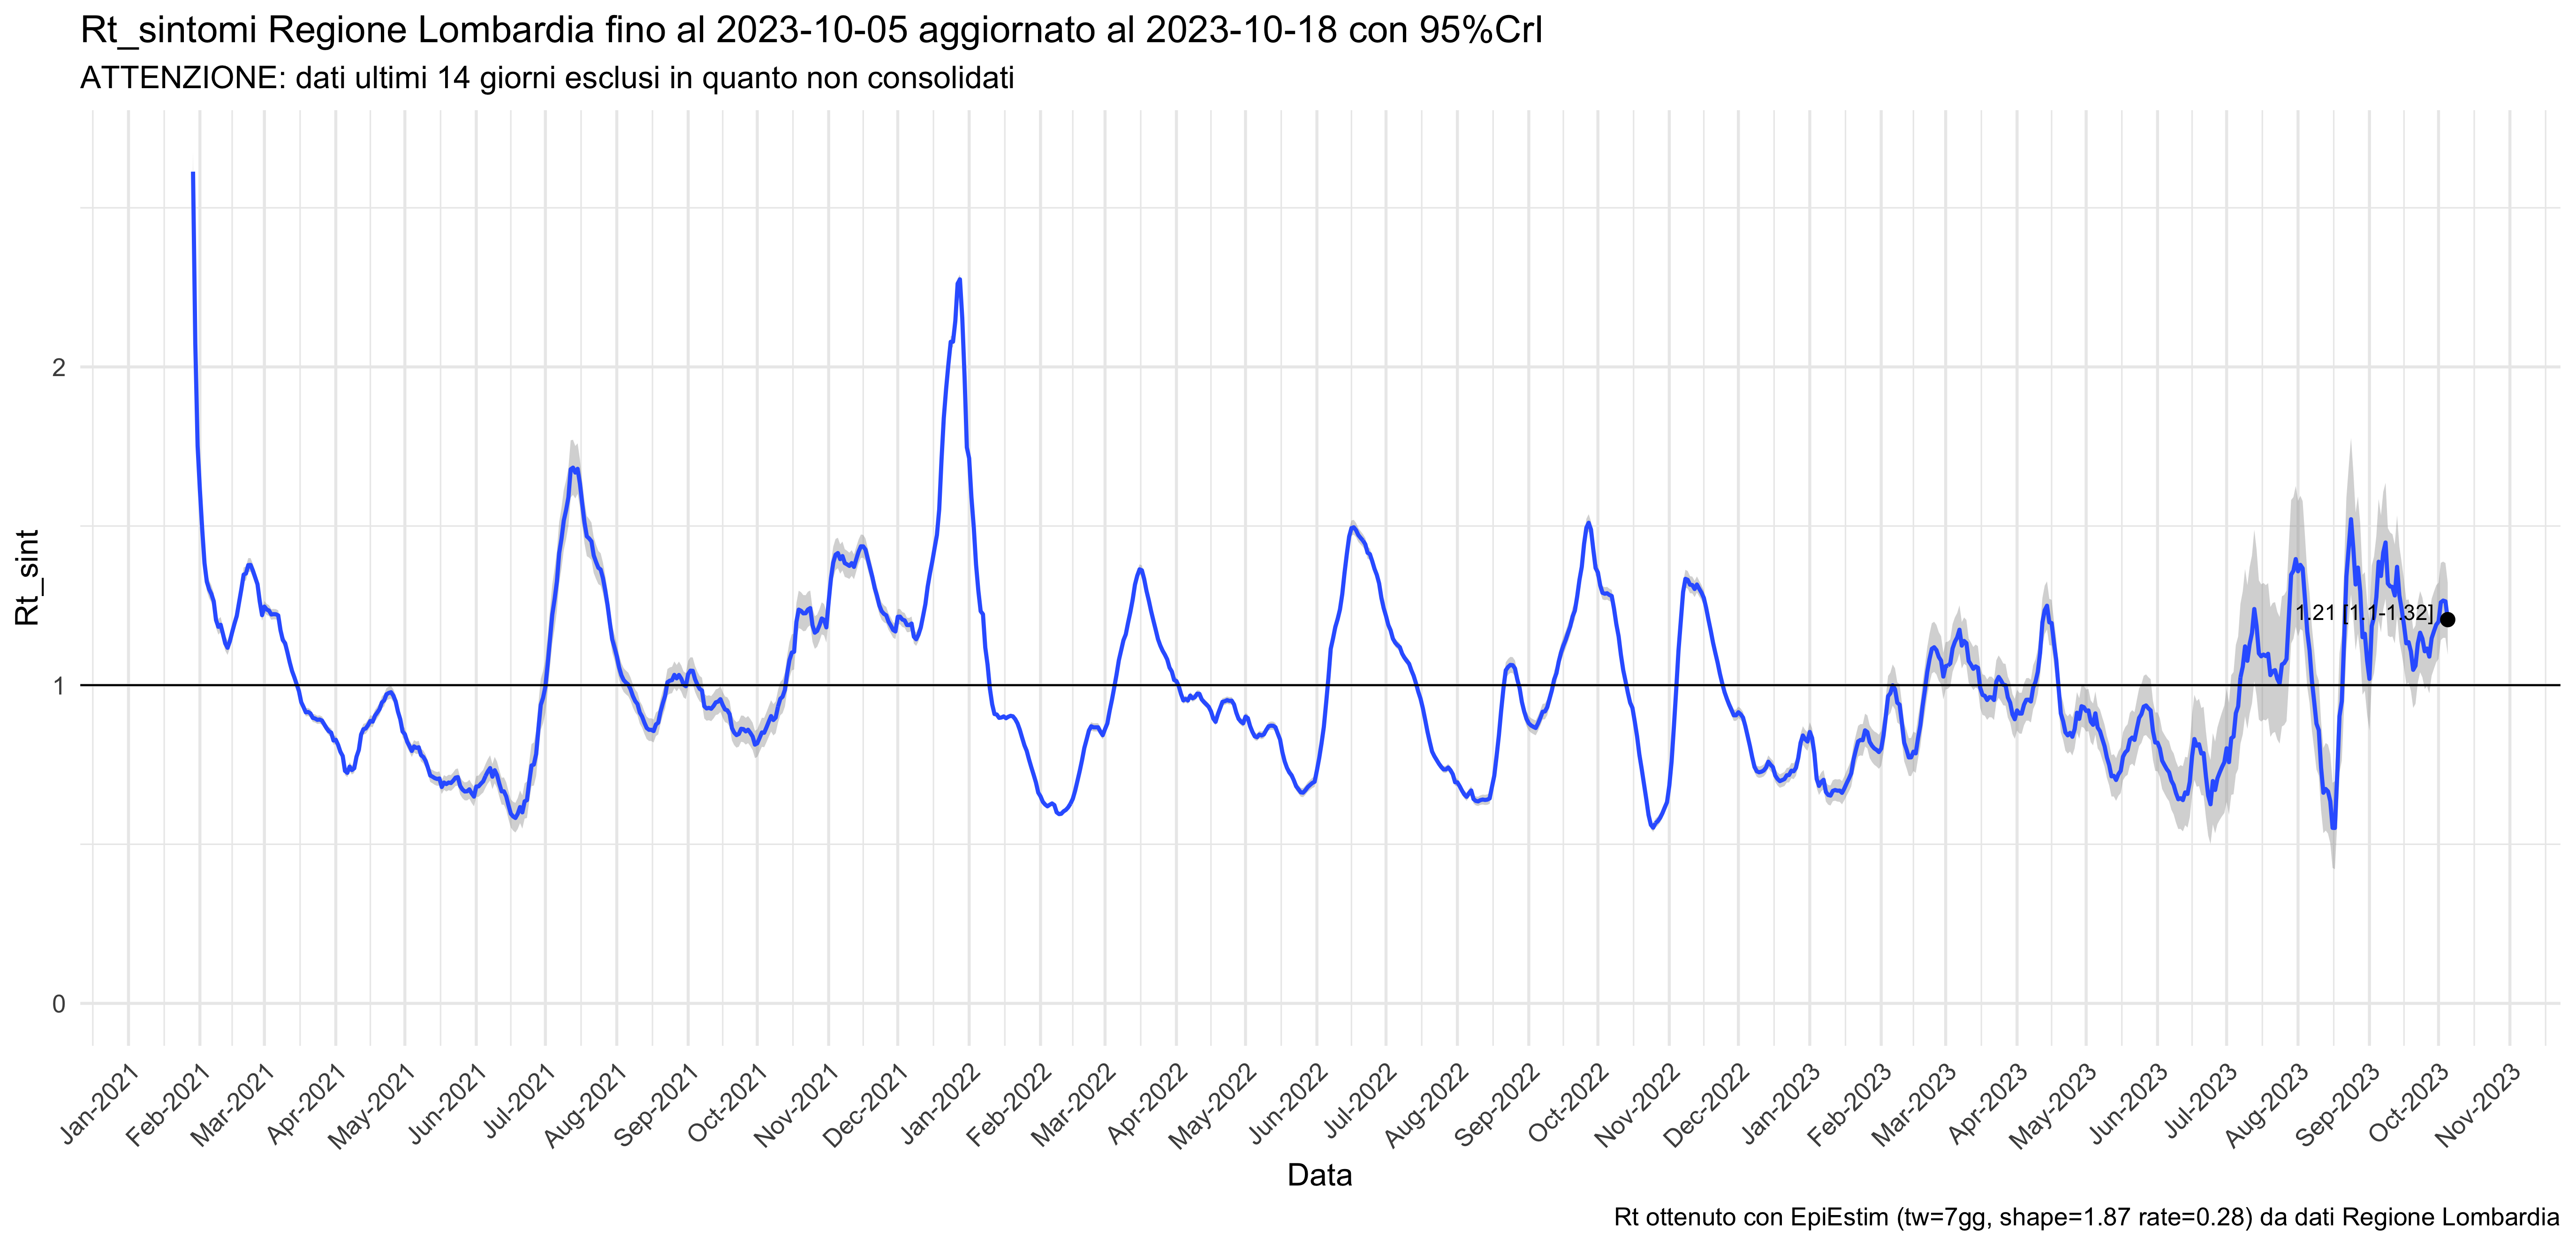 Rt_sintomi Regione Lombardia fino al 2023-10-05 aggiornato al 2023-10-18 con 95%CrI
ATTENZIONE: dati ultimi 14 giorni esclusi in quanto non consolidati
Rt_sint
2
1
0
1.21 [1.1-1.32]
Jan-2021
Feb-2021
Mar-2021
Apr-2021
May-2021
Jun-2021
Jul-2021
Aug-2021
Sep-2021
Oct-2021
Nov-2021
Dec-2021
Jan-2022
Feb-2022
Mar-2022
Apr-2022
May-2022
Jun-2022
Jul-2022
Aug-2022
Sep-2022
Oct-2022
Nov-2022
Dec-2022
Jan-2023
Feb-2023
Mar-2023
Apr-2023
May-2023
Jun-2023
Jul-2023
Aug-2023
Sep-2023
Oct-2023
Nov-2023
Data
Rt ottenuto con EpiEstim (tw=7gg, shape=1.87 rate=0.28) da dati Regione Lombardia